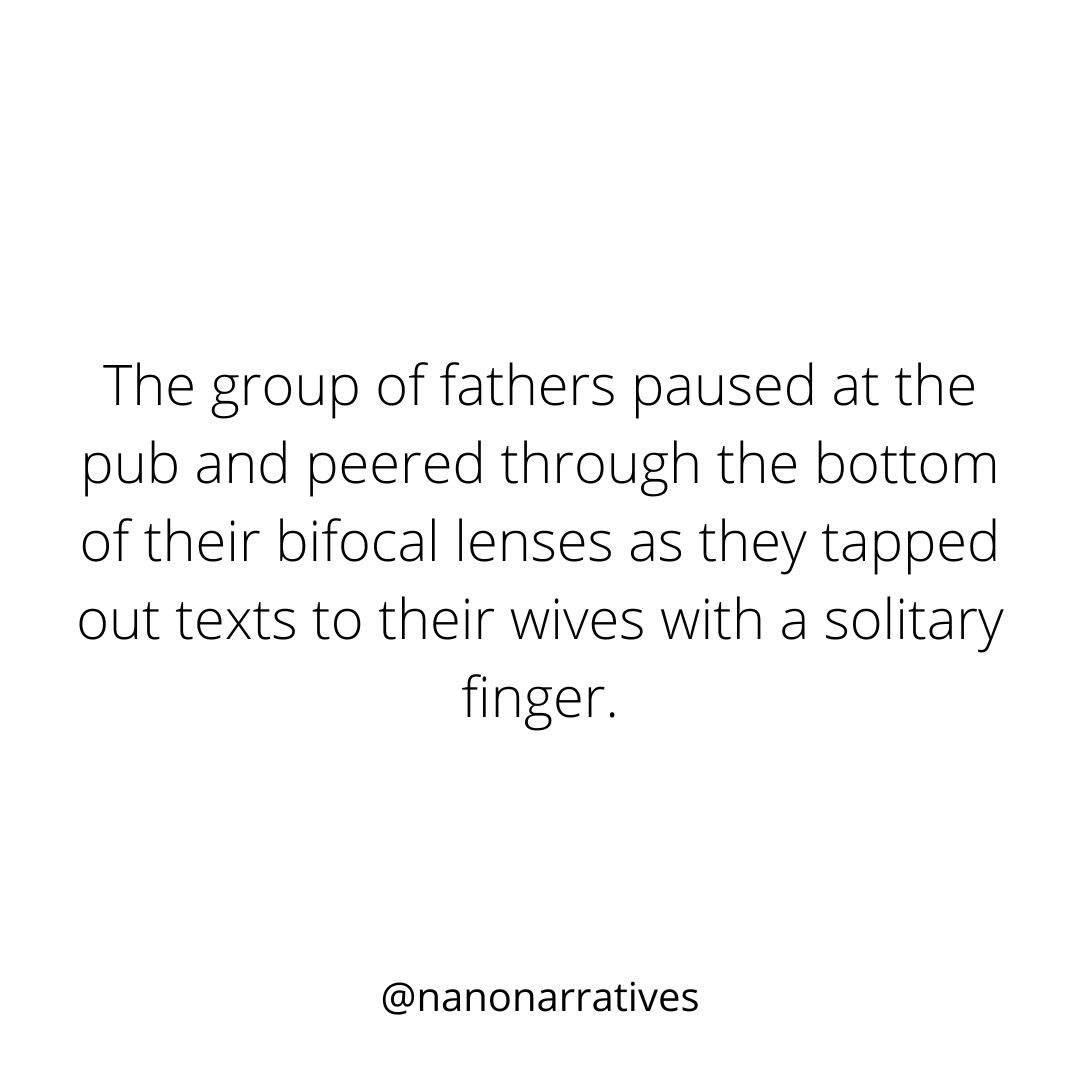 The group of fathers paused at the
pub and peered through the bottom
of their bifocal lenses as they tapped
out texts to their wives with a solitary
finger.
@nanonarratives